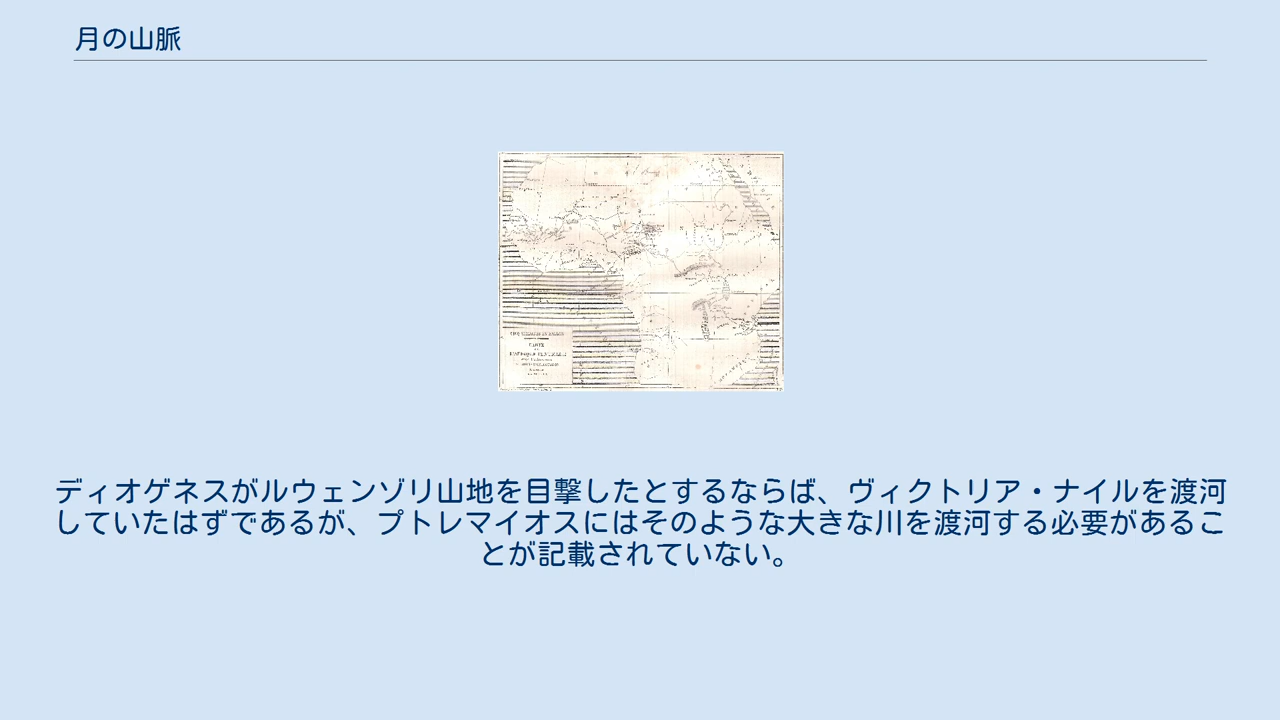 月の山脈
ディオゲネスがルウェンゾリ山地を目撃したとするならば、ヴィクトリア・ナイルを渡河
していたはずであるが、プトレマイオスにはそのような大きな川を渡河する必要があるこ
とが記載されていない。